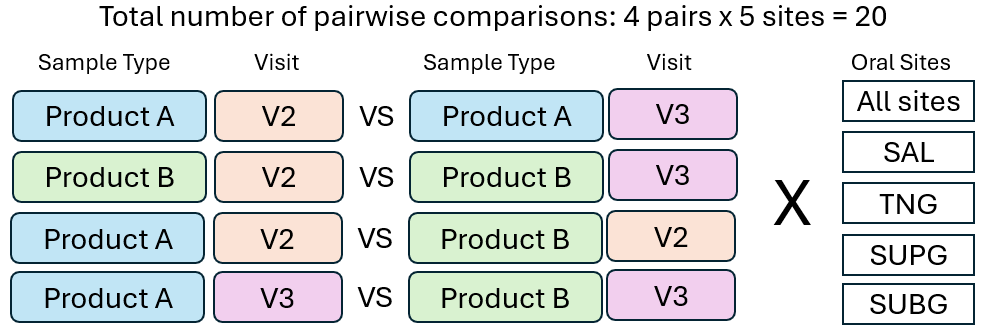 Total number of pairwise comparisons: 4 pairs x 5 sites = 20
Sample Type Visit Sample Type Visit Oral Sites
Product A V2 VS Product A V3 All sites
Product B V2 VS Product B V3 SAL
X TNG
Product A V2 VS Product B V2 SUPG
Product A V3 VS Product B V3 SUBG